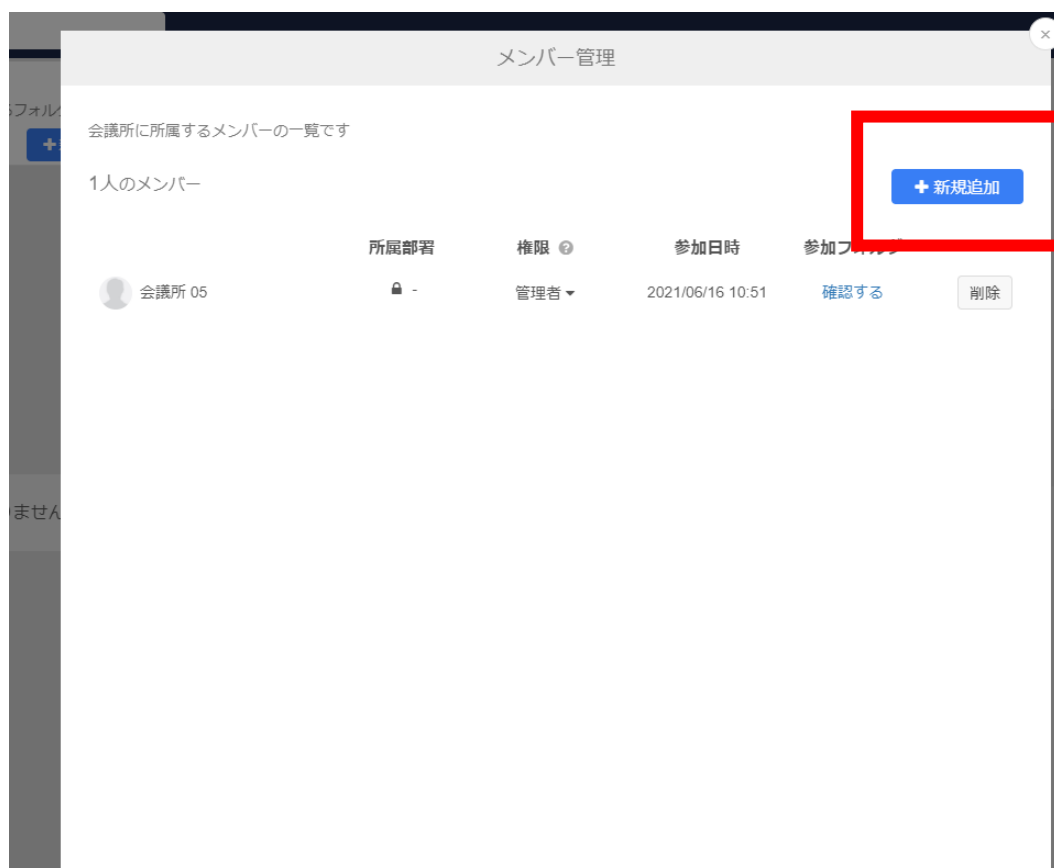 メンバー管理
会議所に所属するメンバーの一覧です
1人のメンバー
新規追加
所属部署 権限 参加日時
会議所 05 - 管理者 2021/06/16 10:51 確認する 削除
ません